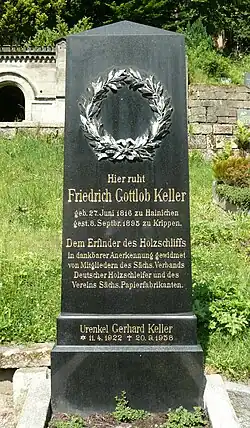 Hier ruht
Friedrich Gottlob Keller
geb. 27. Juni 1816 zu Hainichen
gest. 8. Septbr. 1895 zu Krippen.
Dem Erfinder des Holzschliffs
in dankbarer Anerkennung gewidmet
von Mitgliedern des Sächs. Verbands
Deutscher Holzschleifer und des
Vereins Sächs. Papierfabrikanten.
Urenkel Gerhard Keller
* 11.4.1922 † 20.9.1938